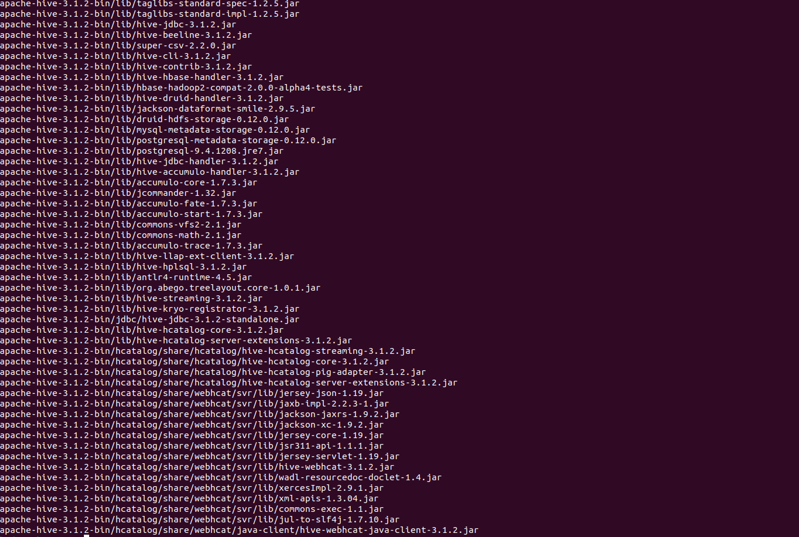 apache-hive-3.1.2-bin/lib/taglibs-standard-spec-1.2.5.jar
apache-hive-3.1.2-bin/lib/taglibs-standard-impl-1.2.5.jar
apache-hive-3.1.2-bin/lib/hive-jdbc-3.1.2.jar
apache-hive-3.1.2-bin/lib/hive-beeline-3.1.2.jar
apache-hive-3.1.2-bin/lib/super-csv-2.2.0.jar
apache-hive-3.1.2-bin/lib/hive-cli-3.1.2.jar
apache-hive-3.1.2-bin/lib/hive-contrib-3.1.2.jar
apache-hive-3.1.2-bin/lib/hive-hbase-handler-3.1.2.jar
apache-hive-3.1.2-bin/lib/hbase-hadoop2-compat-2.0.0-alpha4-tests.jar
apache-hive-3.1.2-bin/lib/hive-druid-handler-3.1.2.jar
apache-hive-3.1.2-bin/lib/jackson-dataformat-smile-2.9.5.jar
apache-hive-3.1.2-bin/lib/druid-hdfs-storage-0.12.0.jar
apache-hive-3.1.2-bin/lib/mysql-metadata-storage-0.12.0.jar
apache-hive-3.1.2-bin/lib/postgresql-metadata-storage-0.12.0.jar
apache-hive-3.1.2-bin/lib/postgresql-9.4.1208.jre7.jar
apache-hive-3.1.2-bin/lib/hive-jdbc-handler-3.1.2.jar
apache-hive-3.1.2-bin/lib/hive-accumulo-handler-3.1.2.jar
apache-hive-3.1.2-bin/lib/accumulo-core-1.7.3.jar
apache-hive-3.1.2-bin/lib/jcommander-1.32.jar
apache-hive-3.1.2-bin/lib/accumulo-fate-1.7.3.jar
apache-hive-3.1.2-bin/lib/accumulo-start-1.7.3.jar
apache-hive-3.1.2-bin/lib/commons-vfs2-2.1.jar
apache-hive-3.1.2-bin/lib/commons-math-2.1.jar
apache-hive-3.1.2-bin/lib/accumulo-trace-1.7.3.jar
apache-hive-3.1.2-bin/lib/hive-llap-ext-client-3.1.2.jar
apache-hive-3.1.2-bin/lib/hive-hplsql-3.1.2.jar
apache-hive-3.1.2-bin/lib/antlr4-runtime-4.5.jar
apache-hive-3.1.2-bin/lib/org.abego.treelayout.core-1.0.1.jar
apache-hive-3.1.2-bin/lib/hive-streaming-3.1.2.jar
apache-hive-3.1.2-bin/lib/hive-kryo-registrator-3.1.2.jar
apache-hive-3.1.2-bin/jdbc/hive-jdbc-3.1.2-standalone.jar
apache-hive-3.1.2-bin/lib/hive-hcatalog-core-3.1.2.jar
apache-hive-3.1.2-bin/lib/hive-hcatalog-server-extensions-3.1.2.jar
apache-hive-3.1.2-bin/hcatalog/share/hcatalog/hive-hcatalog-streaming-3.1.2.jar
apache-hive-3.1.2-bin/hcatalog/share/hcatalog/hive-hcatalog-core-3.1.2.jar
apache-hive-3.1.2-bin/hcatalog/share/hcatalog/hive-hcatalog-pig-adapter-3.1.2.jar
apache-hive-3.1.2-bin/hcatalog/share/hcatalog/hive-hcatalog-server-extensions-3.1.2.jar
apache-hive-3.1.2-bin/hcatalog/share/webhcat/svr/lib/jersey-json-1.19.jar
apache-hive-3.1.2-bin/hcatalog/share/webhcat/svr/lib/jaxb-impl-2.2.3-1.jar
apache-hive-3.1.2-bin/hcatalog/share/webhcat/svr/lib/jackson-jaxrs-1.9.2.jar
apache-hive-3.1.2-bin/hcatalog/share/webhcat/svr/lib/jackson-xc-1.9.2.jar
apache-hive-3.1.2-bin/hcatalog/share/webhcat/svr/lib/jersey-core-1.19.jar
apache-hive-3.1.2-bin/hcatalog/share/webhcat/svr/lib/jsr311-api-1.1.1.jar
apache-hive-3.1.2-bin/hcatalog/share/webhcat/svr/lib/jersey-servlet-1.19.jar
apache-hive-3.1.2-bin/hcatalog/share/webhcat/svr/lib/hive-webhcat-3.1.2.jar
apache-hive-3.1.2-bin/hcatalog/share/webhcat/svr/lib/wadl-resourcedoc-doclet-1.4.jar
apache-hive-3.1.2-bin/hcatalog/share/webhcat/svr/lib/xercesImpl-2.9.1.jar
apache-hive-3.1.2-bin/hcatalog/share/webhcat/svr/lib/xml-apis-1.3.04.jar
apache-hive-3.1.2-bin/hcatalog/share/webhcat/svr/lib/commons-exec-1.1.jar
apache-hive-3.1.2-bin/hcatalog/share/webhcat/svr/lib/jul-to-slf4j-1.7.10.jar
apache-hive-3.1.2-bin/hcatalog/share/webhcat/java-client/hive-webhcat-java-client-3.1.2.jar